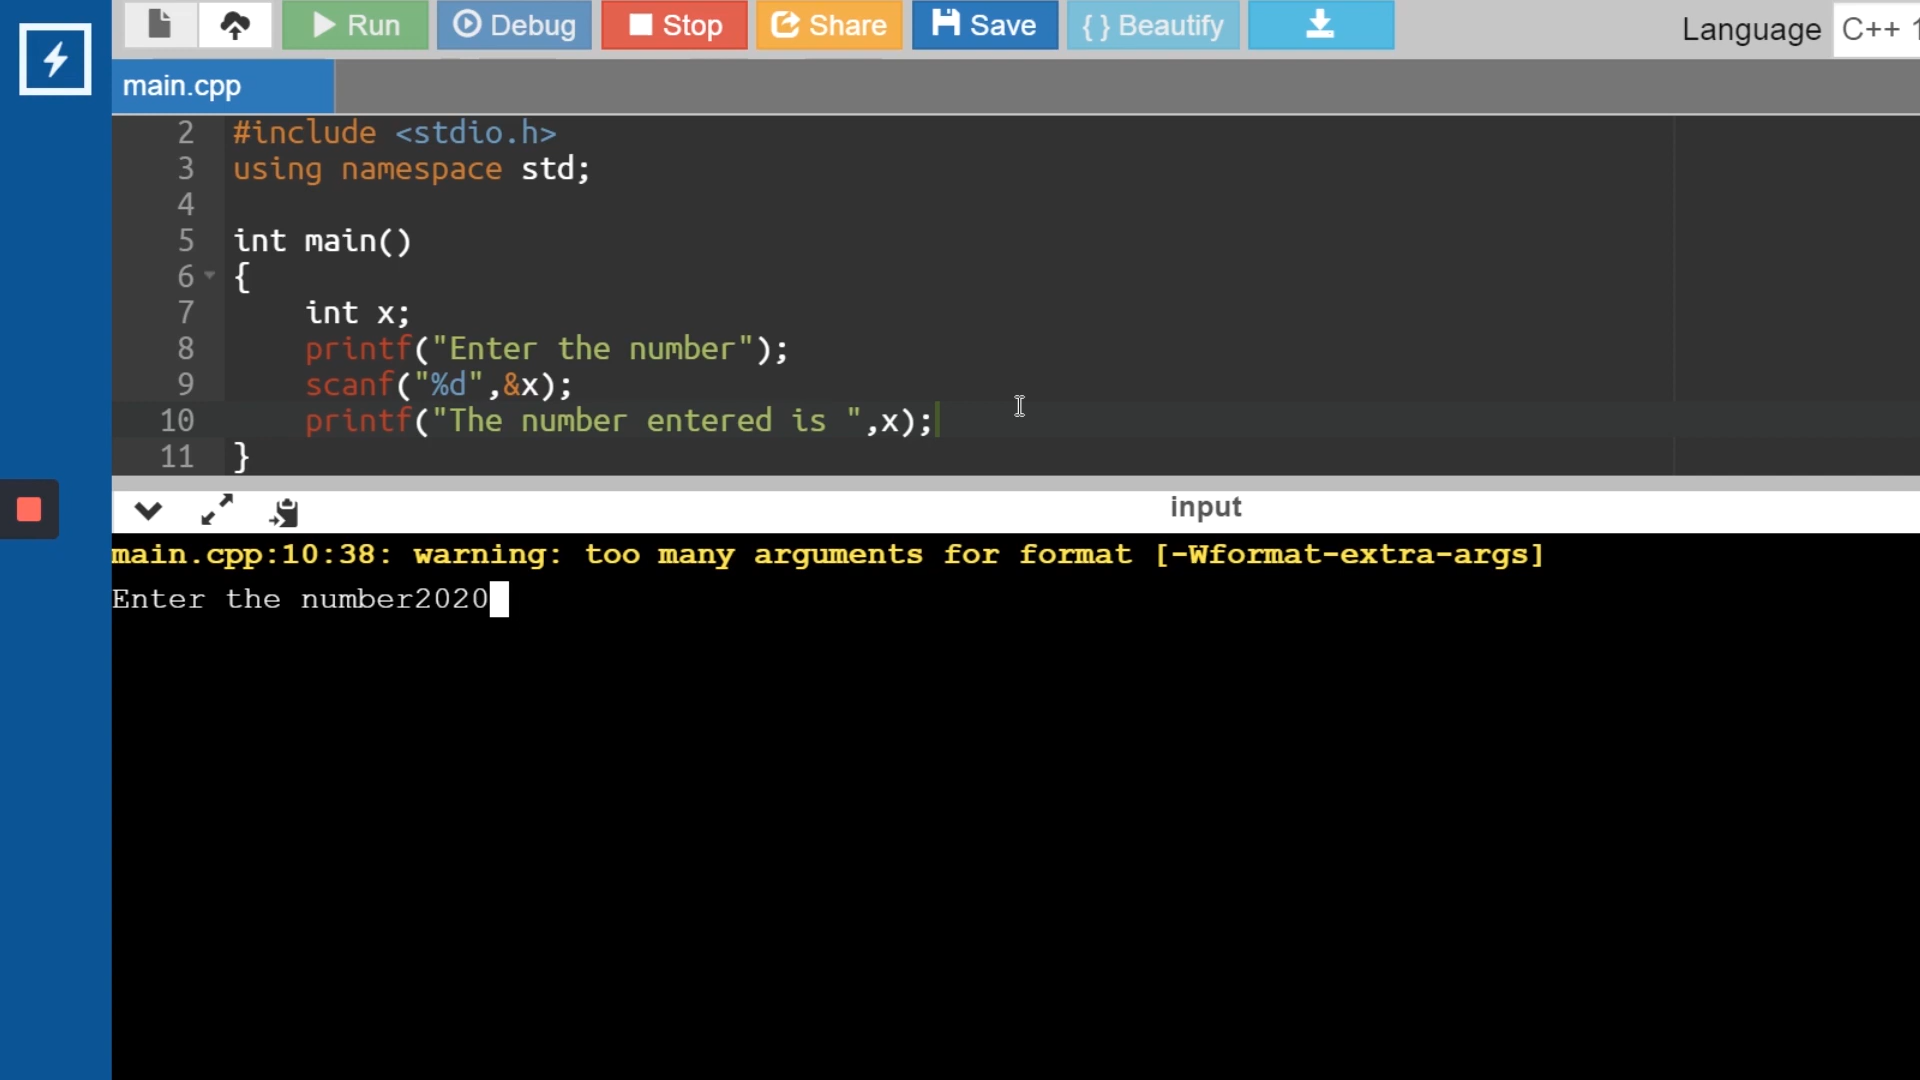 Run Debug Stop Share Save { } Beautify Language C++ 1
main.cpp
2 #include <stdio.h>
3 using namespace std;
4
5 int main()
6 {
7 int x;
8 printf("Enter the number");
9 scanf("%d",&x);
10 printf("The number entered is ",x);
11 }
input
main.cpp:10:38: warning: too many arguments for format [-Wformat-extra-args]
Enter the number2020